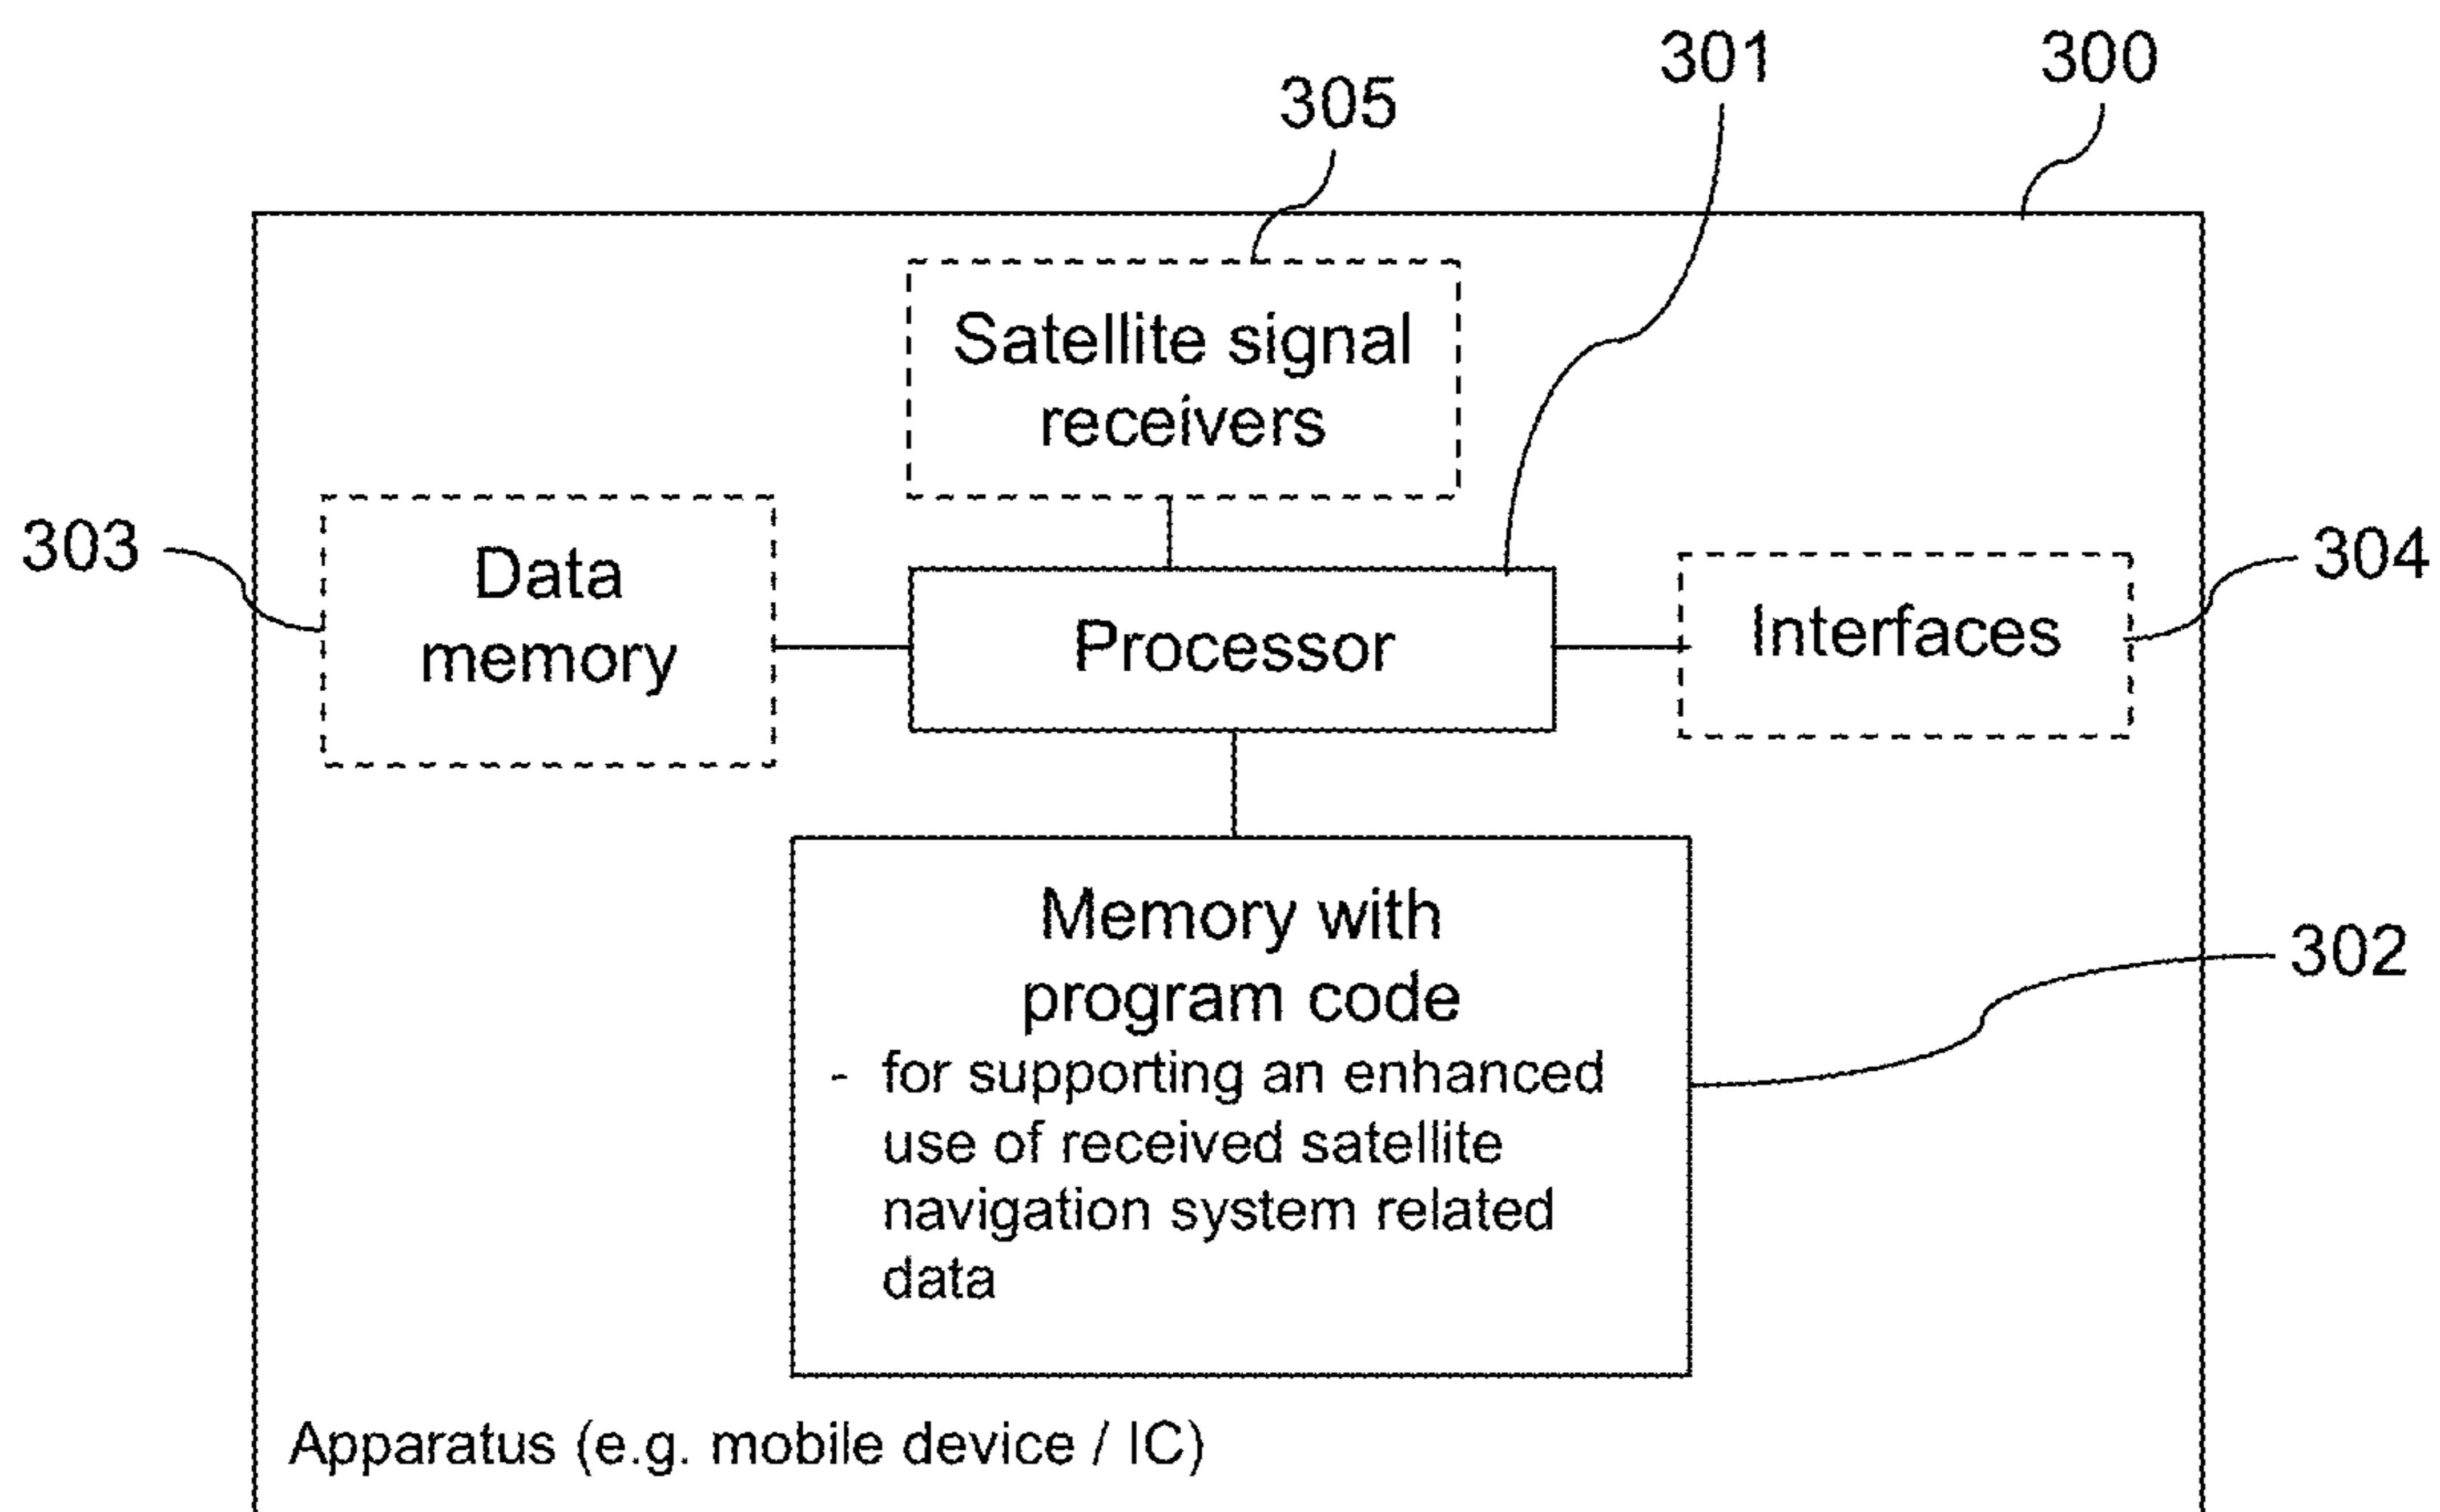 301
300
305
Satellite signal
receivers
303
Data
memory
Processor
Interfaces
304
Memory with
program code
- for supporting an enhanced
use of received satellite
navigation system related
data
302
Apparatus (e.g. mobile device / IC)